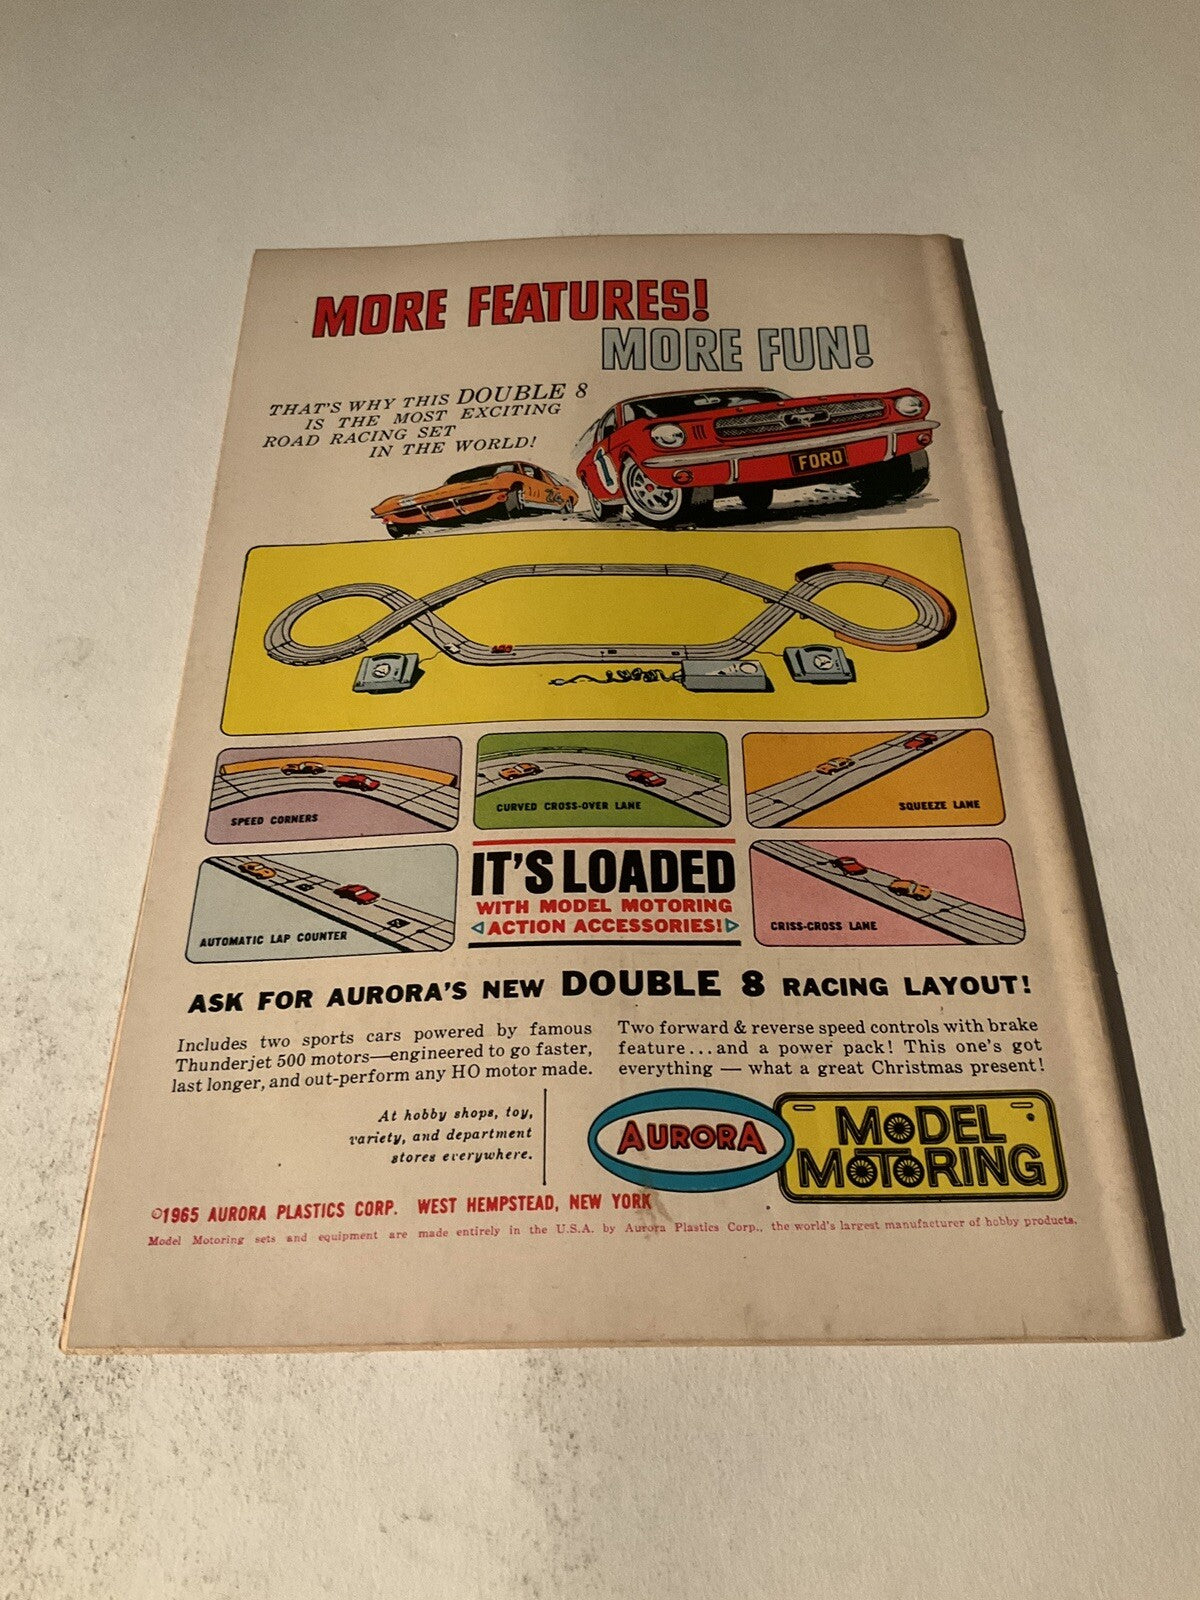 MORE FEATURES!
MORE FUN!
THAT'S WHY THIS DOUBLE 8
IS THE MOST EXCITING
ROAD RACING SET
IN THE WORLD!
FORD
SPEED CORNERS
CURVED CROSS-OVER LANE
SQUEEZE LANE
AUTOMATIC LAP COUNTER
IT'S LOADED
WITH MODEL MOTORING
ACTION ACCESSORIES!
CRISS-CROSS LANE
ASK FOR AURORA'S NEW DOUBLE 8 RACING LAYOUT!
Includes two sports cars powered by famous
Thunderjet 500 motors—engineered to go faster,
last longer, and out-perform any HO motor made.
Two forward & reverse speed controls with brake
feature...and a power pack! This one's got
everything — what a great Christmas present!
At hobby shops, toy,
variety, and department
stores everywhere.
AURORA
MODEL
MOTORING
©1965 AURORA PLASTICS CORP. WEST HEMPSTEAD, NEW YORK
Model Motoring sets and equipment are made entirely in the U.S.A. by Aurora Plastics Corp., the world's largest manufacturer of hobby products.